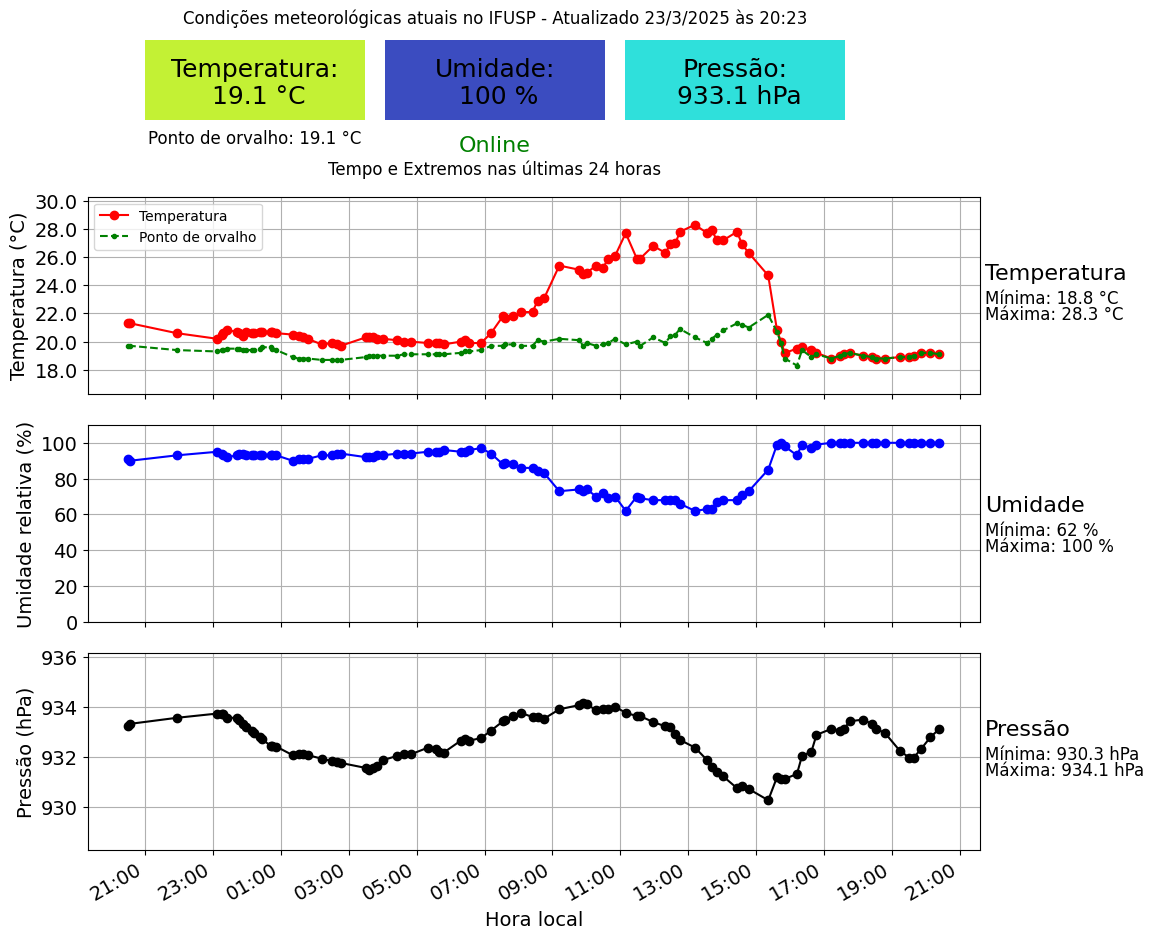 Condições meteorológicas atuais no IFUSP - Atualizado 23/3/2025 às 20:23
Temperatura:
19.1 °C
Umidade:
100 %
Pressão:
933.1 hPa
Ponto de orvalho: 19.1 °C
Online
Tempo e Extremos nas últimas 24 horas
Temperatura (°C)
30.0
28.0
26.0
24.0
22.0
20.0
18.0
Temperatura
Ponto de orvalho
Temperatura
Mínima: 18.8 °C
Máxima: 28.3 °C
Umidade relativa (%)
100
80
60
40
20
0
Umidade
Mínima: 62 %
Máxima: 100 %
Pressão (hPa)
936
934
932
930
Pressão
Mínima: 930.3 hPa
Máxima: 934.1 hPa
21:00
23:00
01:00
03:00
05:00
07:00
09:00
11:00
13:00
15:00
17:00
19:00
21:00
Hora local